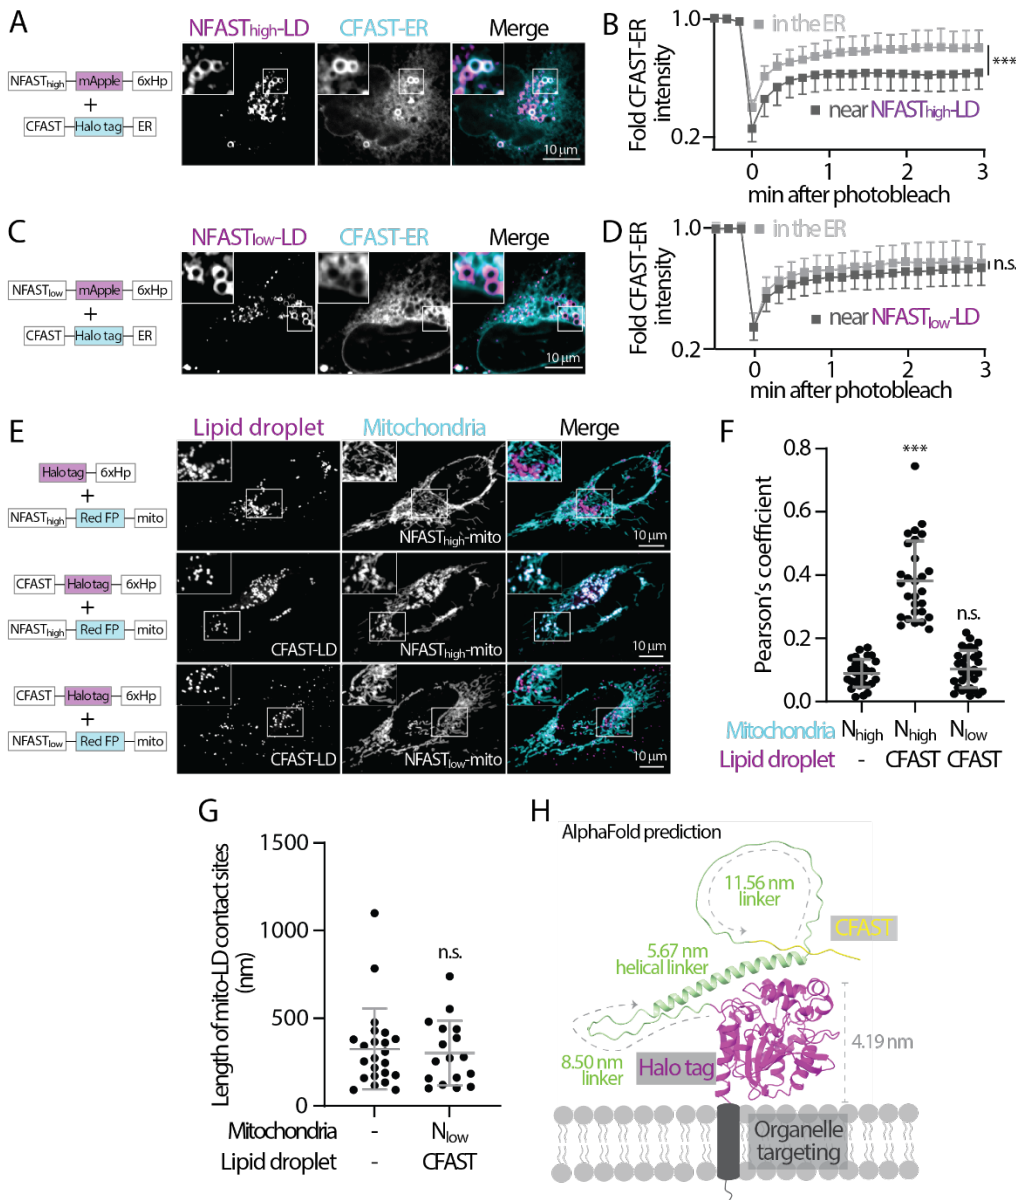 A
NFASThigh-LD CFAST-ER Merge
NFASThigh mApple 6xHp
+
CFAST Halo tag ER
10 μm
B
Fold CFAST-ER
intensity
1.0
0.2
in the ER
***
near NFASThigh-LD
0 1 2 3
min after photobleach
C
NFASTlow-LD CFAST-ER Merge
NFASTlow mApple 6xHp
+
CFAST Halo tag ER
10 μm
D
Fold CFAST-ER
intensity
1.0
0.2
in the ER
n.s.
near NFASTlow-LD
0 1 2 3
min after photobleach
E
Lipid droplet Mitochondria Merge
Halo tag 6xHp
+
NFASThigh Red FP mito
NFASThigh-mito
10 μm
CFAST Halo tag 6xHp
+
NFASThigh Red FP mito
CFAST-LD
NFASThigh-mito
10 μm
CFAST Halo tag 6xHp
+
NFASTlow Red FP mito
CFAST-LD
NFASTlow-mito
10 μm
F
Pearson's coefficient
0.8
0.6
0.4
0.2
0.0
***
n.s.
Mitochondria Nhigh Nhigh Nlow
Lipid droplet - CFAST CFAST
G
Length of mito-LD contact sites
(nm)
1500
1000
500
0
n.s.
Mitochondria - Nlow
Lipid droplet - CFAST
H
AlphaFold prediction
11.56 nm
linker
CFAST
5.67 nm
helical linker
8.50 nm
linker
Halo tag
4.19 nm
Organelle
targeting